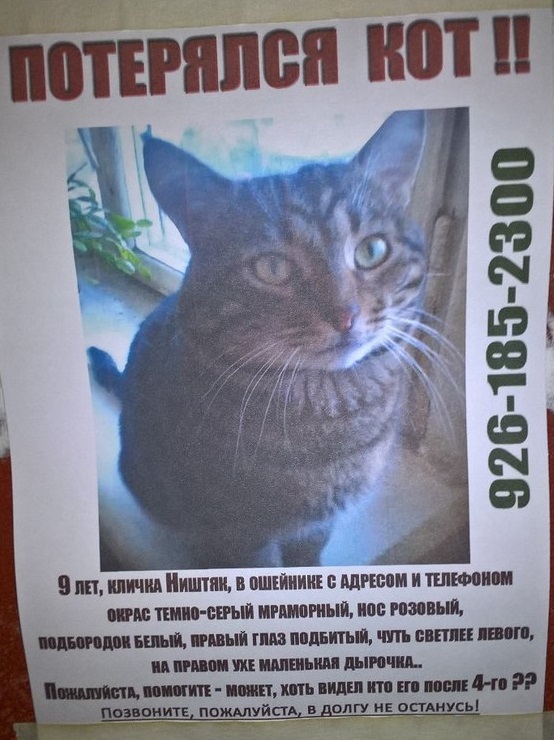 ПОТЕРЯЛСЯ КОТ !!
926-185-2300
9 лет, кличка Ништяк, в ошейнике с адресом и телефоном
окрас темно-серый мраморный, нос розовый,
подбородок белый, правый глаз подбитый, чуть светлее левого,
на правом ухе маленькая дырочка..
Пожалуйста, помогите - может, хоть видел кто его после 4-го ??
Позвоните, пожалуйста, в долгу не останусь!